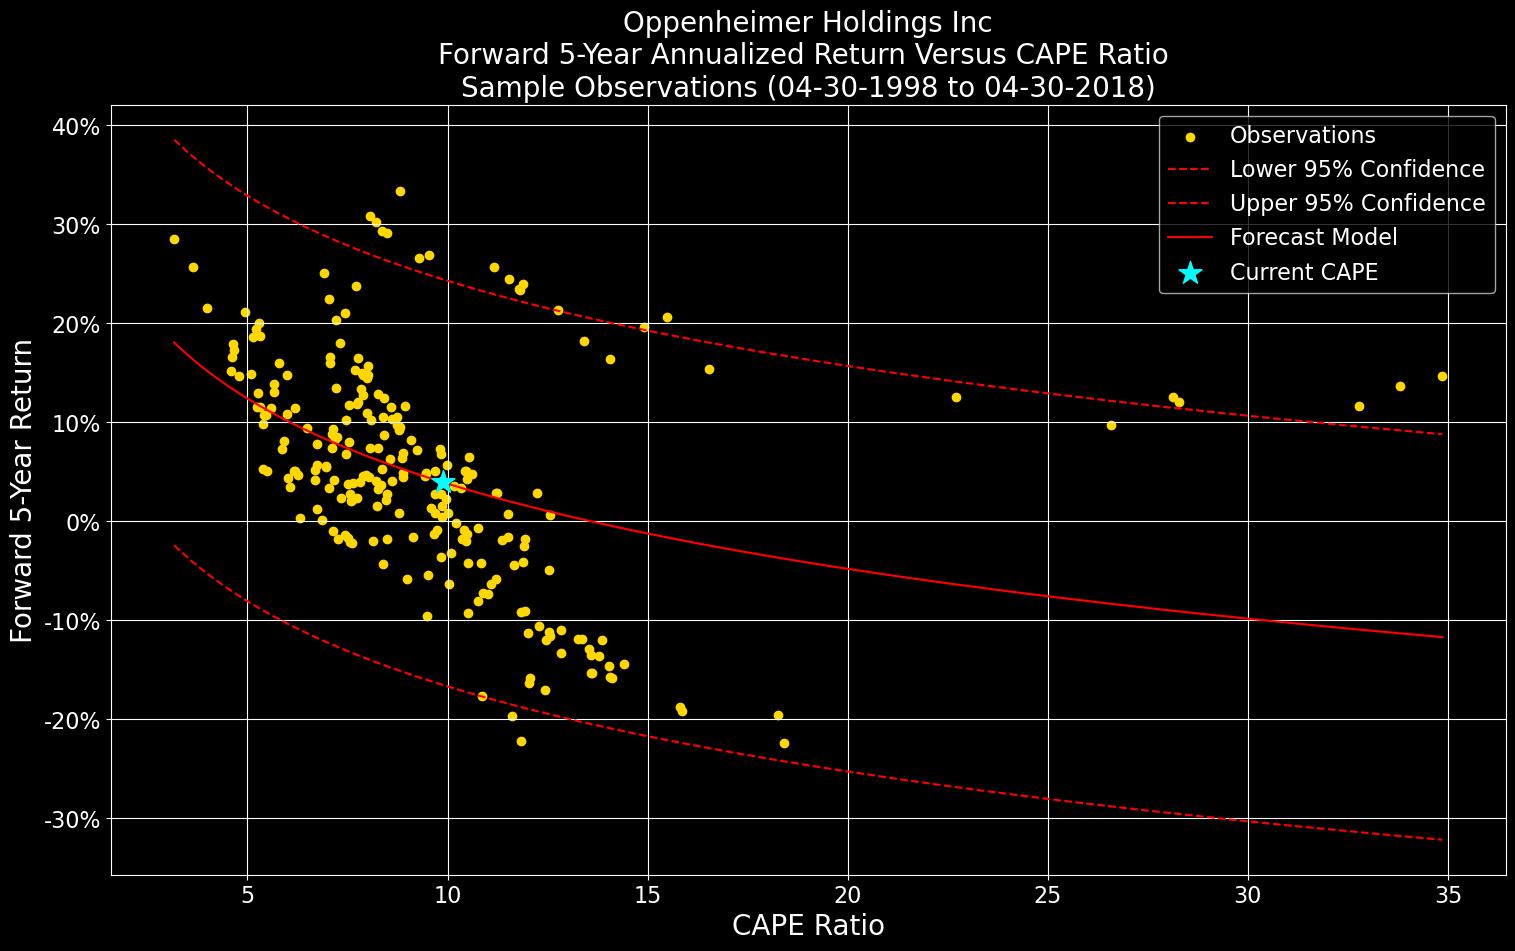 Oppenheimer Holdings Inc
Forward 5-Year Annualized Return Versus CAPE Ratio
Sample Observations (04-30-1998 to 04-30-2018)
Observations
Lower 95% Confidence
Upper 95% Confidence
Forecast Model
Current CAPE
Forward 5-Year Return
40%
30%
20%
10%
0%
-10%
-20%
-30%
5 10 15 20 25 30 35
CAPE Ratio